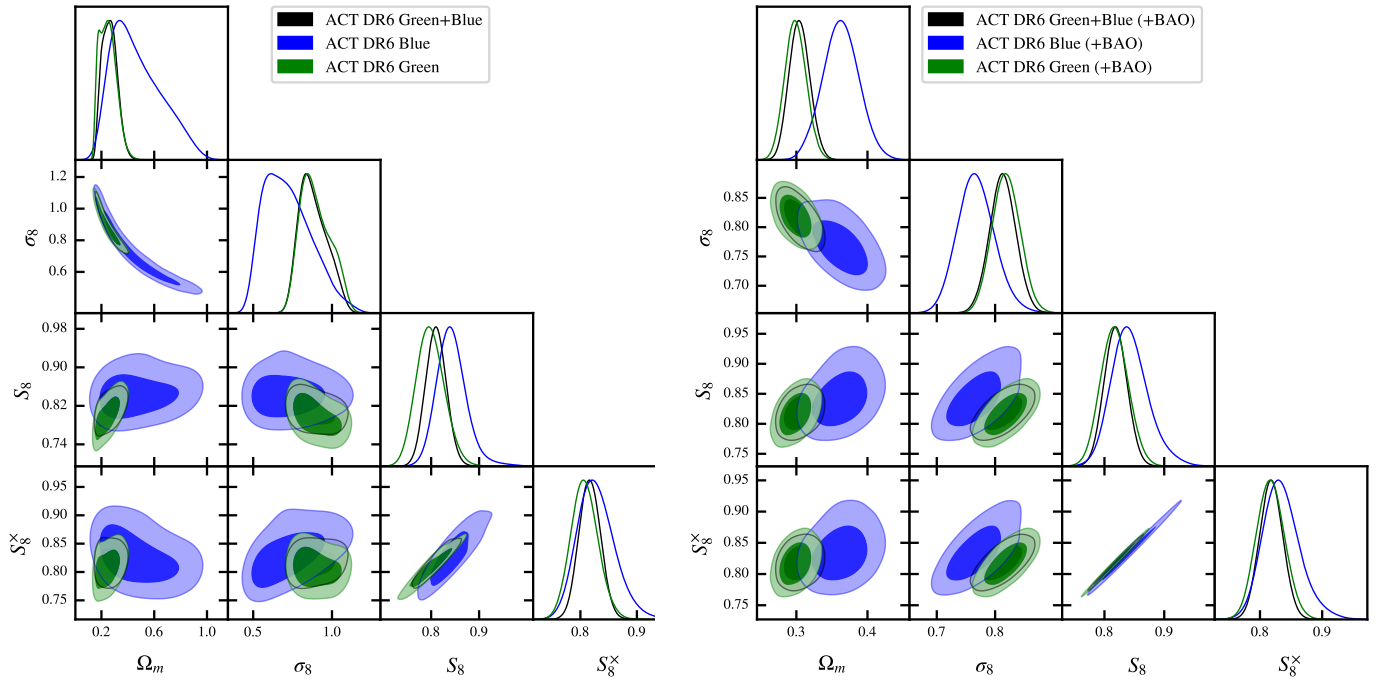 ACT DR6 Green+Blue
ACT DR6 Blue
ACT DR6 Green
1.2
1.0
0.8
0.6
σ₈
0.98
0.90
0.82
0.74
S₈
0.95
0.90
0.85
0.80
0.75
S₈ˣ
0.2 0.6 1.0
0.5 1.0
0.8 0.9
0.8 0.9
Ωₘ σ₈ S₈ S₈ˣ
ACT DR6 Green+Blue (+BAO)
ACT DR6 Blue (+BAO)
ACT DR6 Green (+BAO)
0.85
0.80
0.75
0.70
0.65
σ₈
0.95
0.90
0.85
0.80
0.75
S₈
0.95
0.90
0.85
0.80
0.75
S₈ˣ
0.3 0.4
0.7 0.8
0.8 0.9
0.8 0.9
Ωₘ σ₈ S₈ S₈ˣ